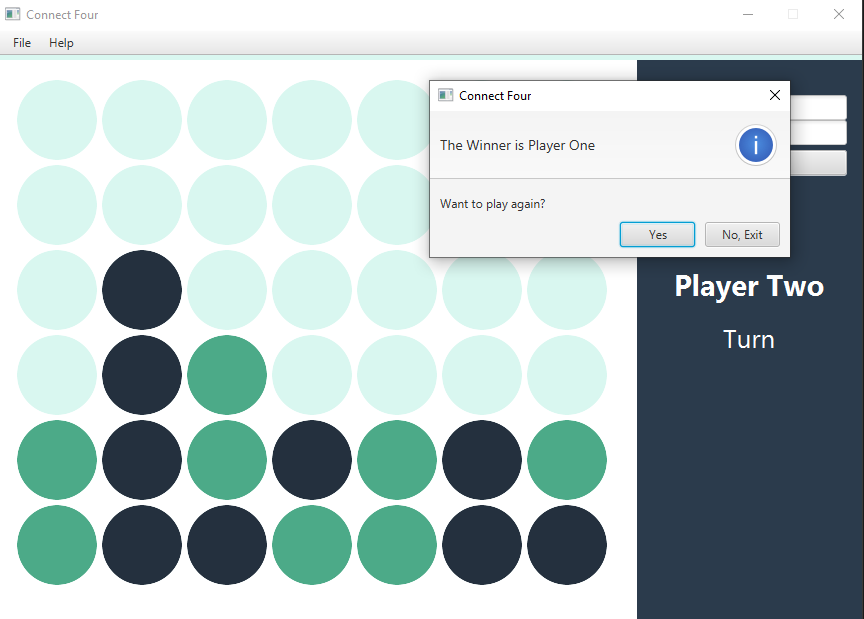 Connect Four
File Help
Connect Four
The Winner is Player One
i
Want to play again?
Yes No, Exit
Player Two
Turn